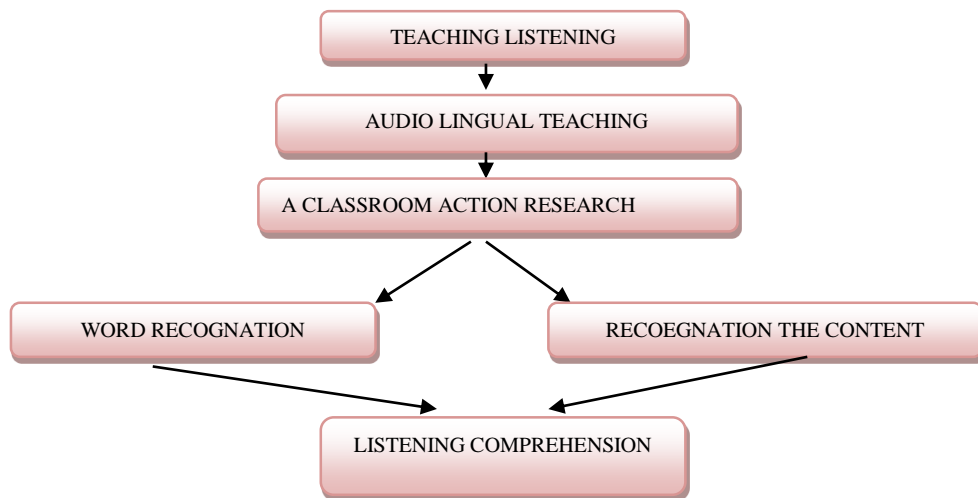 TEACHING LISTENING
AUDIO LINGUAL TEACHING
A CLASSROOM ACTION RESEARCH
WORD RECOGNATION
RECOEGNATION THE CONTENT
LISTENING COMPREHENSION